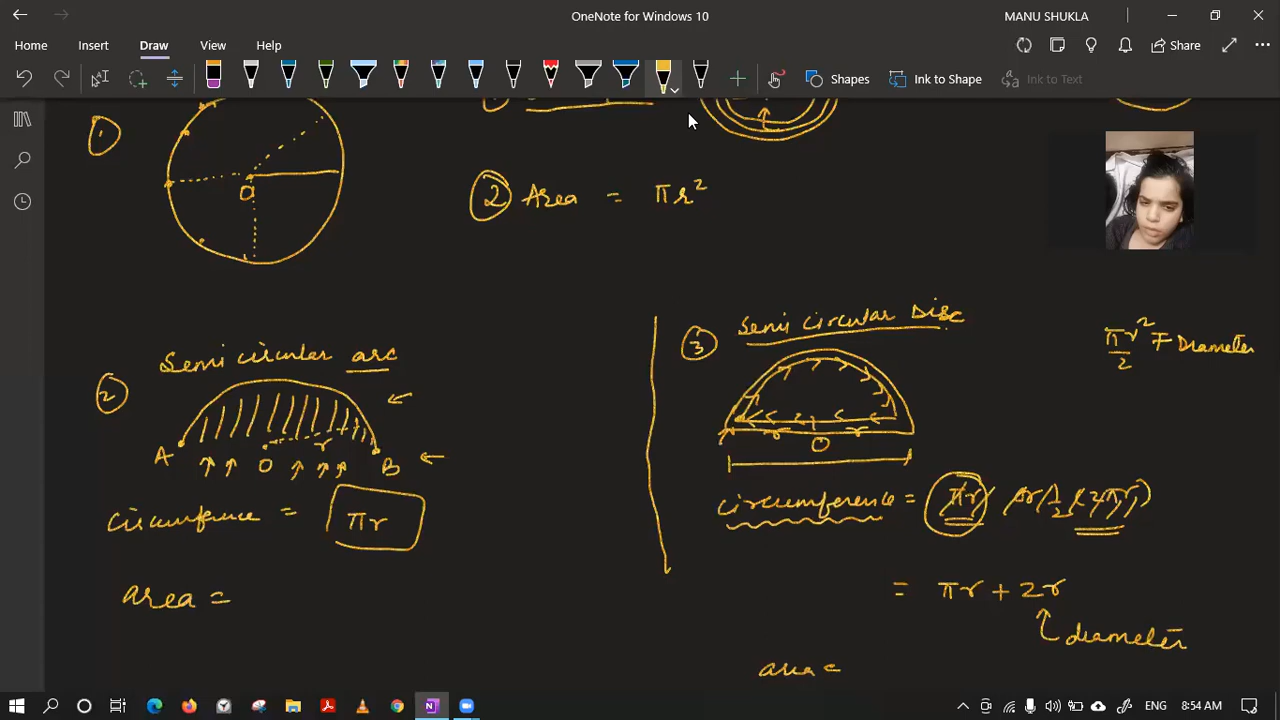 OneNote for Windows 10
MANU SHUKLA
Home Insert Draw View Help
Share
Shapes
Ink to Shape
Ink to Text
①
O
② Area = πr²
② Semi circular arc
A O r B
circumference = πr
area =
③ Semi circular Disc
r O r
circumference = πr
= πr + 2r
diameter
area =
πr²/2 Diameter
8:54 AM